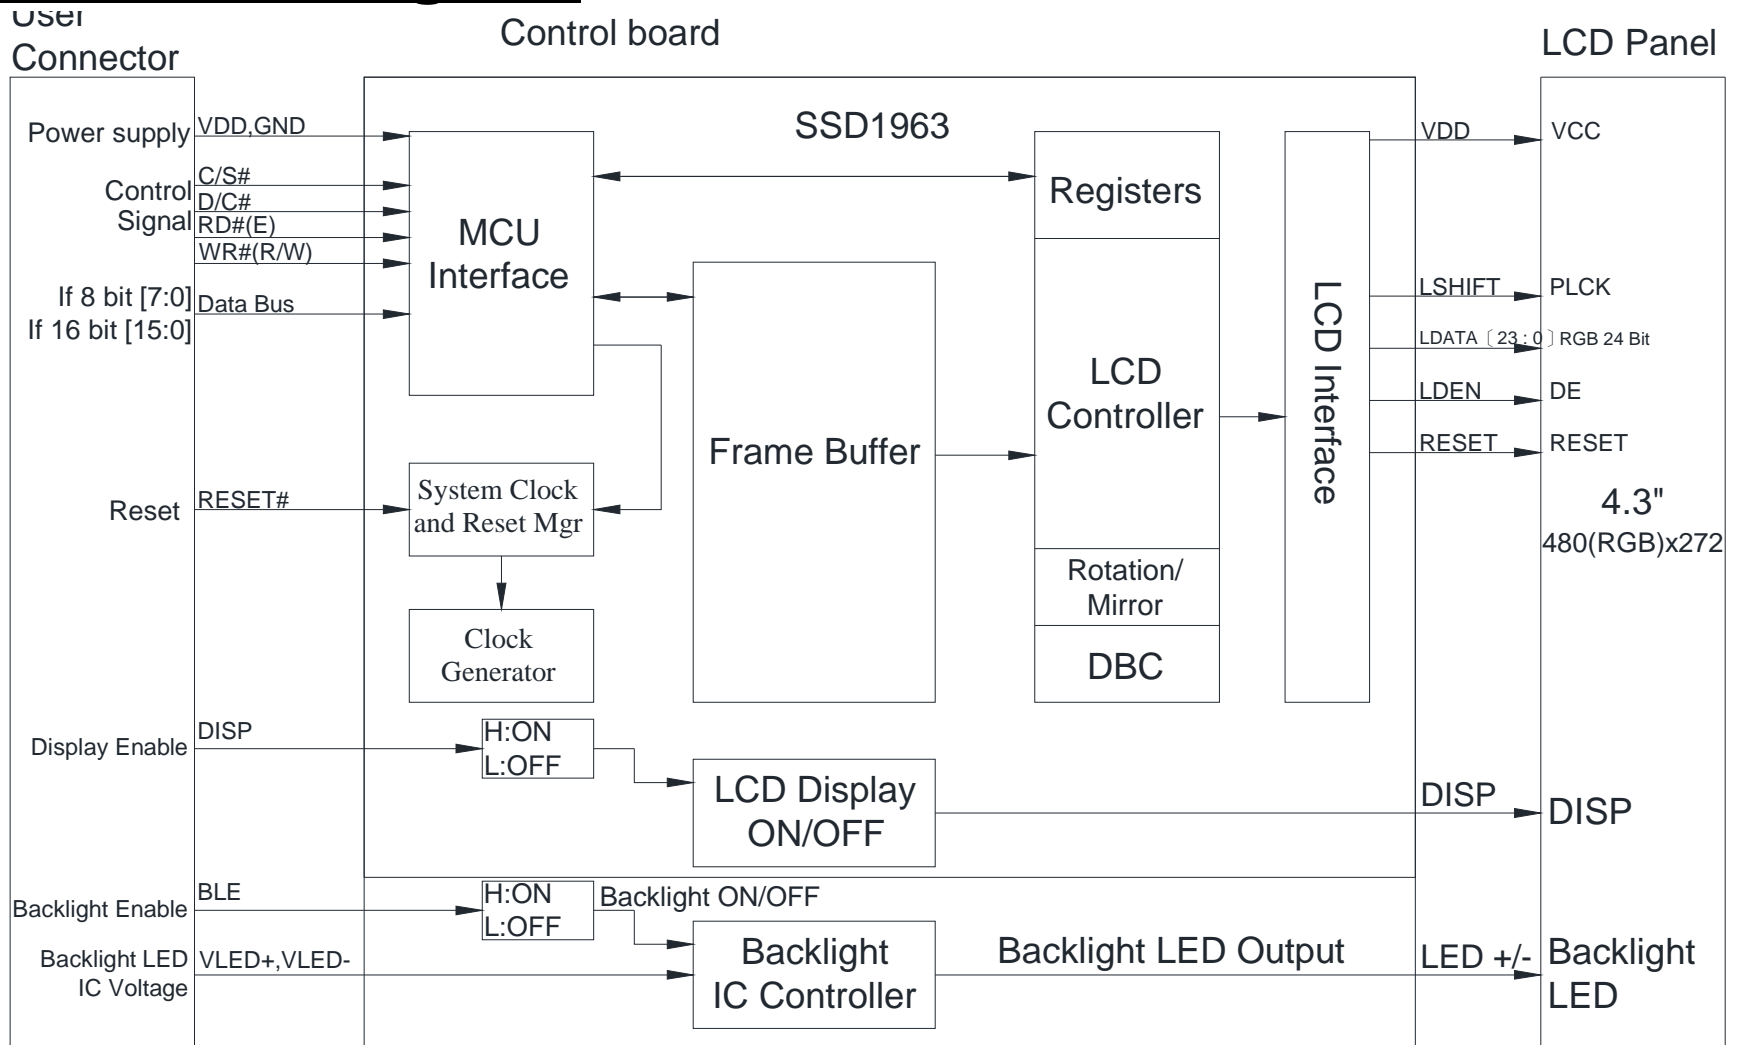 User
Connector
Control board
LCD Panel
Power supply
VDD,GND
SSD1963
VDD
VCC
C/S#
Control
Signal
D/C#
RD#(E)
WR#(R/W)
MCU
Interface
Registers
If 8 bit [7:0]
If 16 bit [15:0]
Data Bus
LCD Interface
LSHIFT
PLCK
LDATA〔23:0〕RGB 24 Bit
LCD
Controller
LDEN
DE
Frame Buffer
RESET
RESET
Reset
RESET#
System Clock
and Reset Mgr
4.3"
480(RGB)x272
Rotation/
Mirror
Clock
Generator
DBC
Display Enable
DISP
H:ON
L:OFF
LCD Display
ON/OFF
DISP
DISP
Backlight Enable
BLE
H:ON
L:OFF
Backlight ON/OFF
Backlight LED
IC Voltage
VLED+,VLED-
Backlight
IC Controller
Backlight LED Output
LED +/-
Backlight
LED